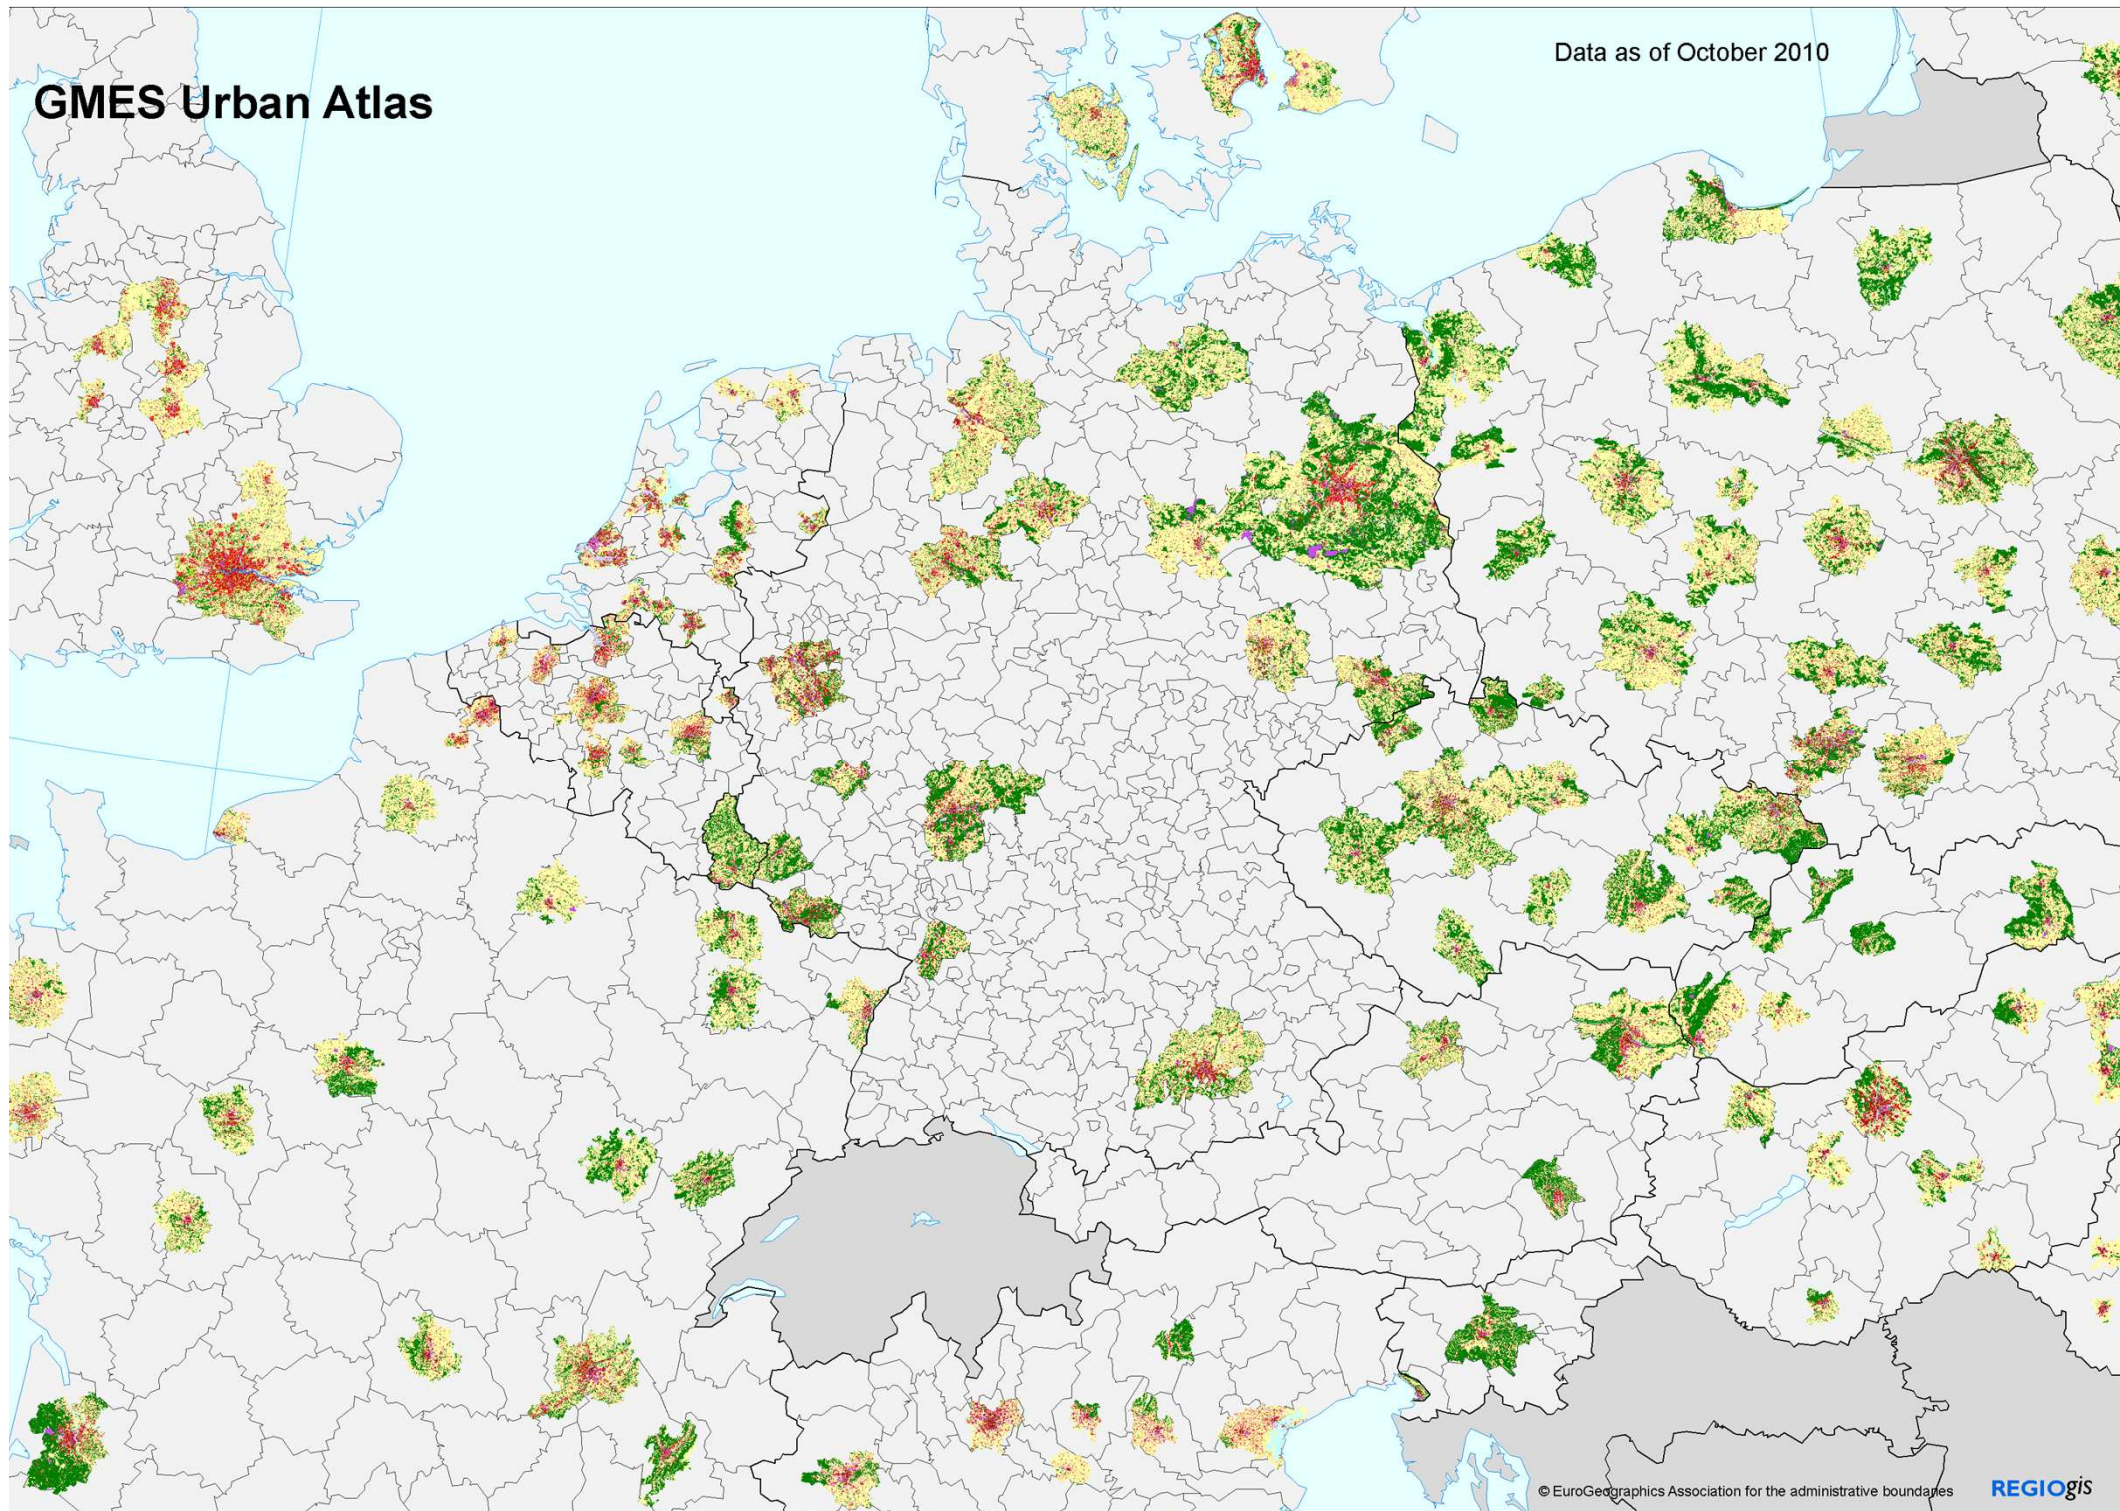 Data as of October 2010
GMES Urban Atlas
© EuroGeographics Association for the administrative boundaries
REGIOgis